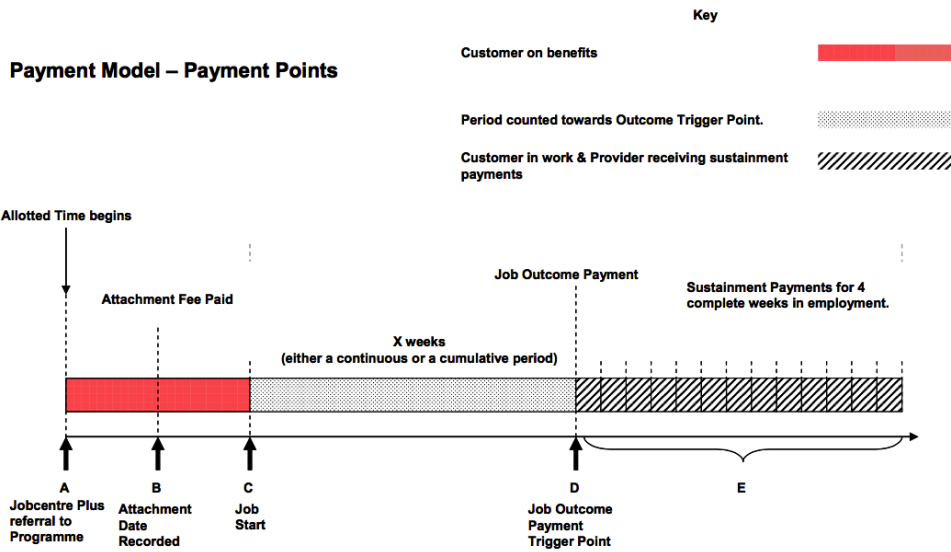 Key
Customer on benefits
Payment Model – Payment Points
Period counted towards Outcome Trigger Point.
Customer in work & Provider receiving sustainment
payments
Allotted Time begins
Job Outcome Payment
Sustainment Payments for 4
complete weeks in employment.
Attachment Fee Paid
X weeks
(either a continuous or a cumulative period)
A
Jobcentre Plus
referral to
Programme
B
Attachment
Date
Recorded
C
Job
Start
D
Job Outcome
Payment
Trigger Point
E